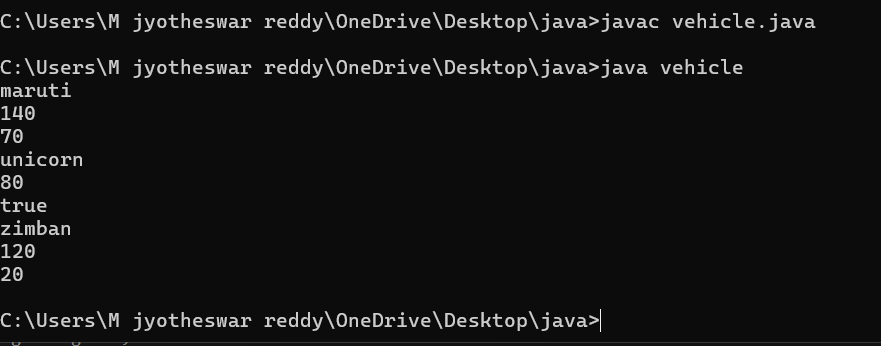 C:\Users\M jyotheswar reddy\OneDrive\Desktop\java>javac vehicle.java
C:\Users\M jyotheswar reddy\OneDrive\Desktop\java>java vehicle
maruti
140
70
unicorn
80
true
zimban
120
20
C:\Users\M jyotheswar reddy\OneDrive\Desktop\java>